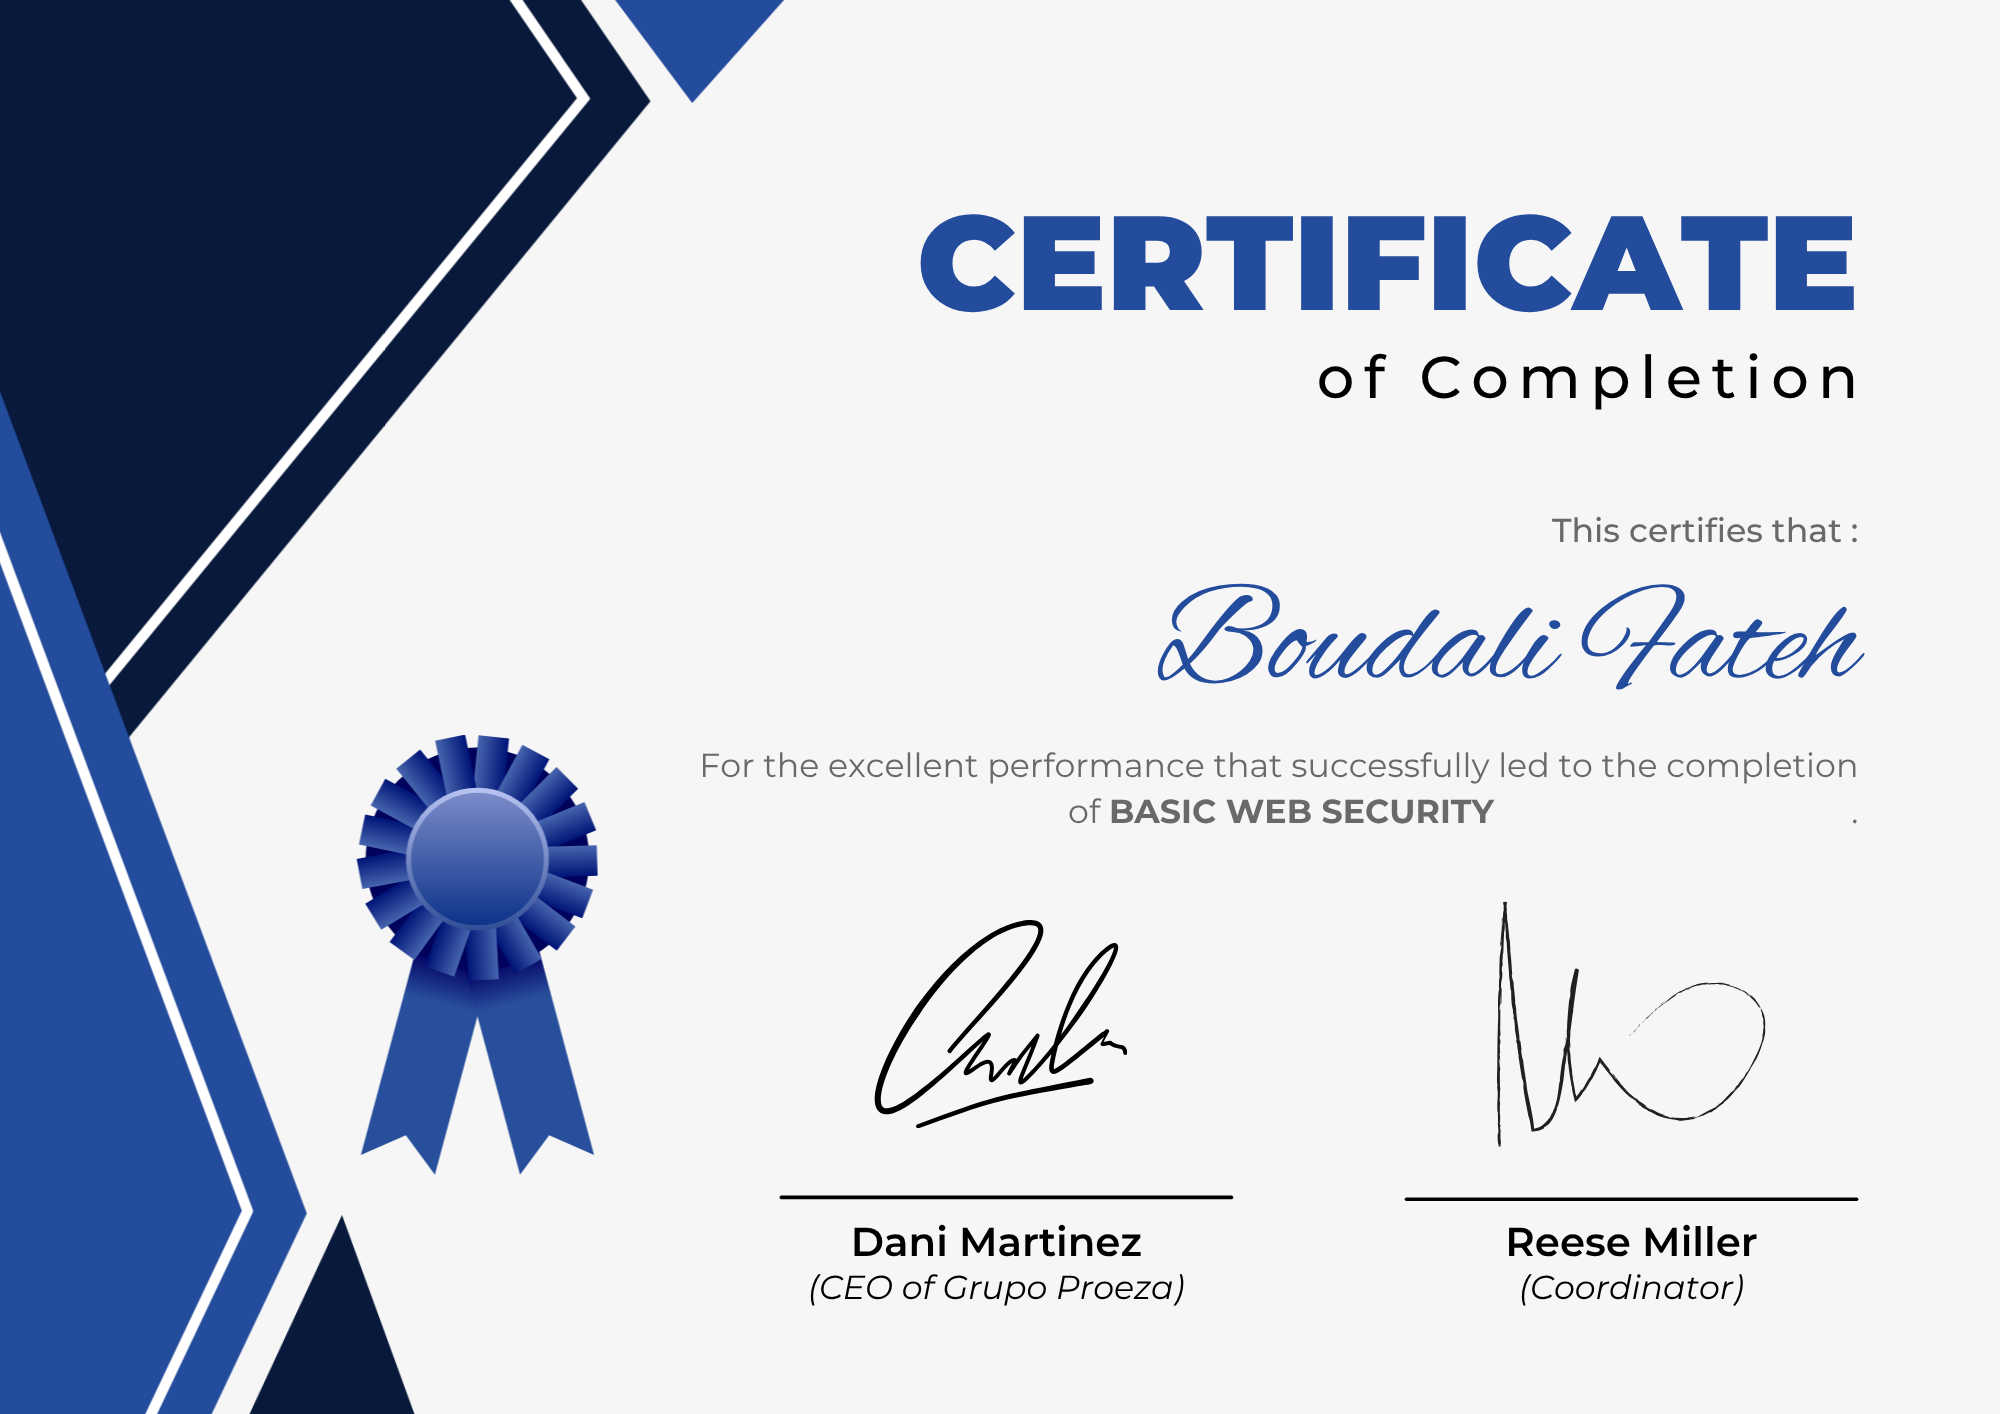 CERTIFICATE
of Completion
This certifies that :
Boudali Fateh
For the excellent performance that successfully led to the completion
of BASIC WEB SECURITY .
Dani Martinez
(CEO of Grupo Proeza)
Reese Miller
(Coordinator)